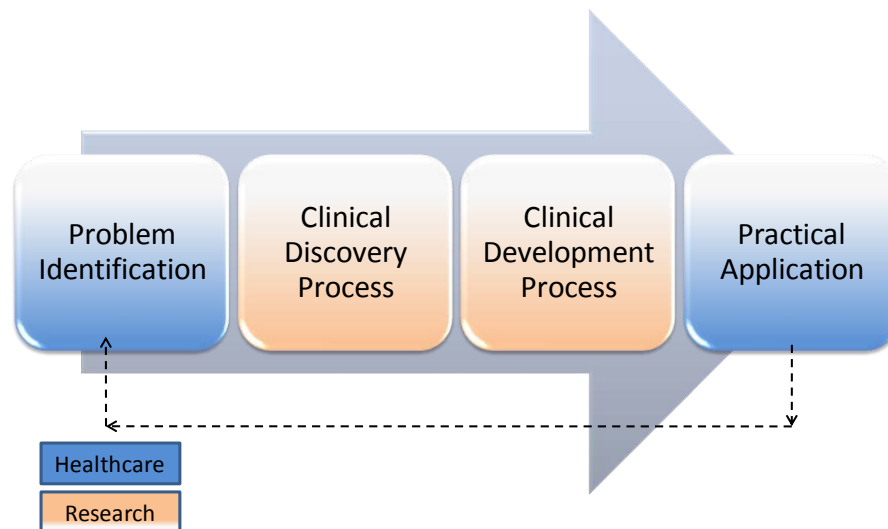 Problem
Identification
Clinical
Discovery
Process
Clinical
Development
Process
Practical
Application
Healthcare
Research